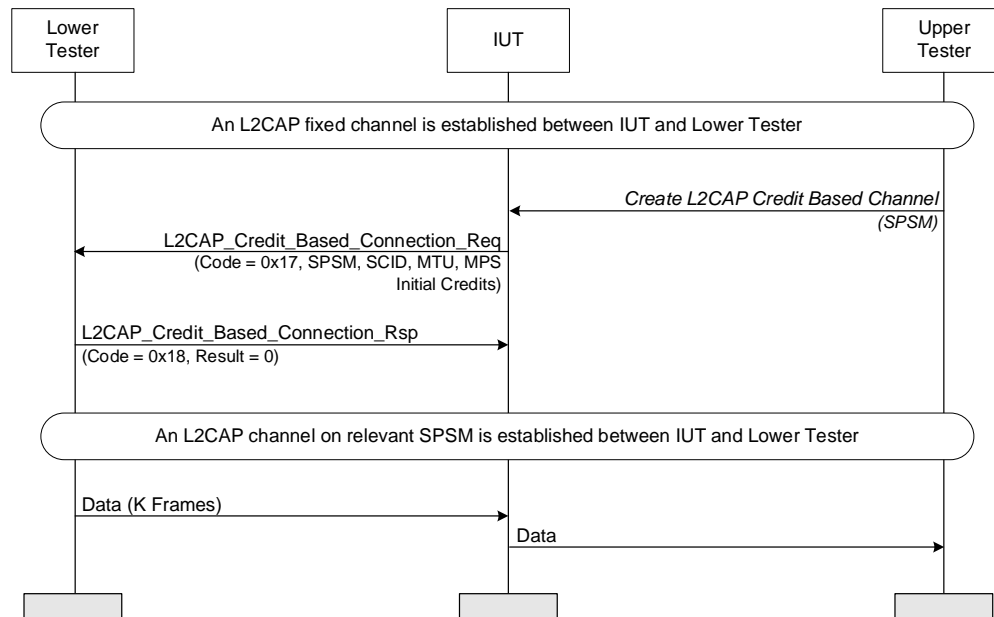 Lower
Tester
IUT
Upper
Tester
An L2CAP fixed channel is established between IUT and Lower Tester
Create L2CAP Credit Based Channel
(SPSM)
L2CAP_Credit_Based_Connection_Req
(Code = 0x17, SPSM, SCID, MTU, MPS
Initial Credits)
L2CAP_Credit_Based_Connection_Rsp
(Code = 0x18, Result = 0)
An L2CAP channel on relevant SPSM is established between IUT and Lower Tester
Data (K Frames)
Data